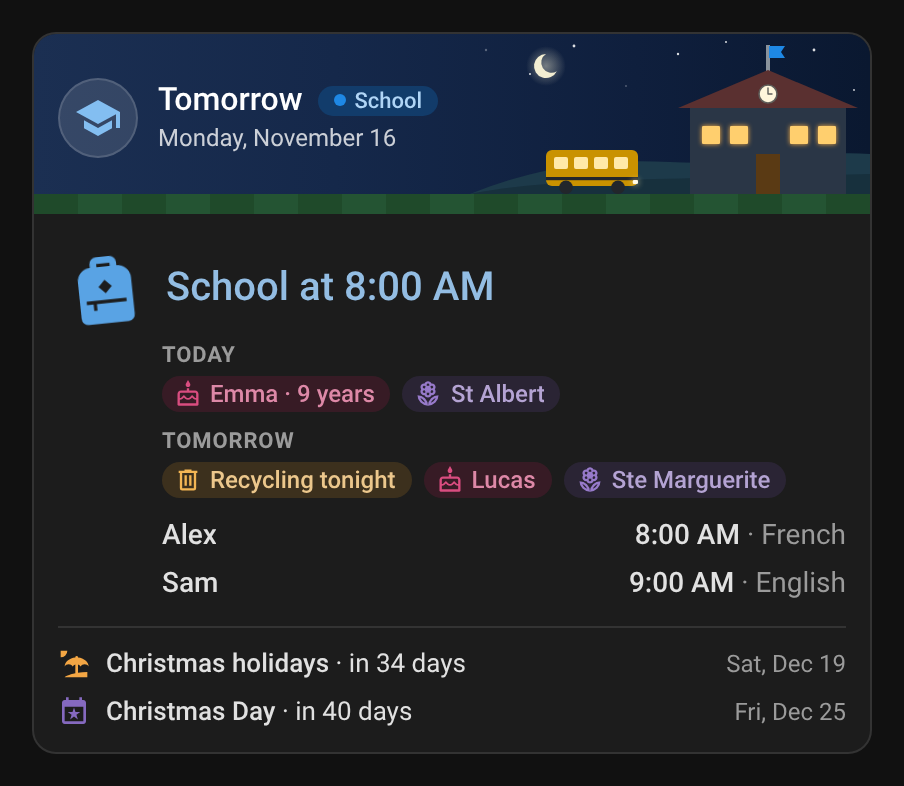 Tomorrow School
Monday, November 16
School at 8:00 AM
TODAY
Emma · 9 years St Albert
TOMORROW
Recycling tonight Lucas Ste Marguerite
Alex 8:00 AM · French
Sam 9:00 AM · English
Christmas holidays · in 34 days Sat, Dec 19
Christmas Day · in 40 days Fri, Dec 25